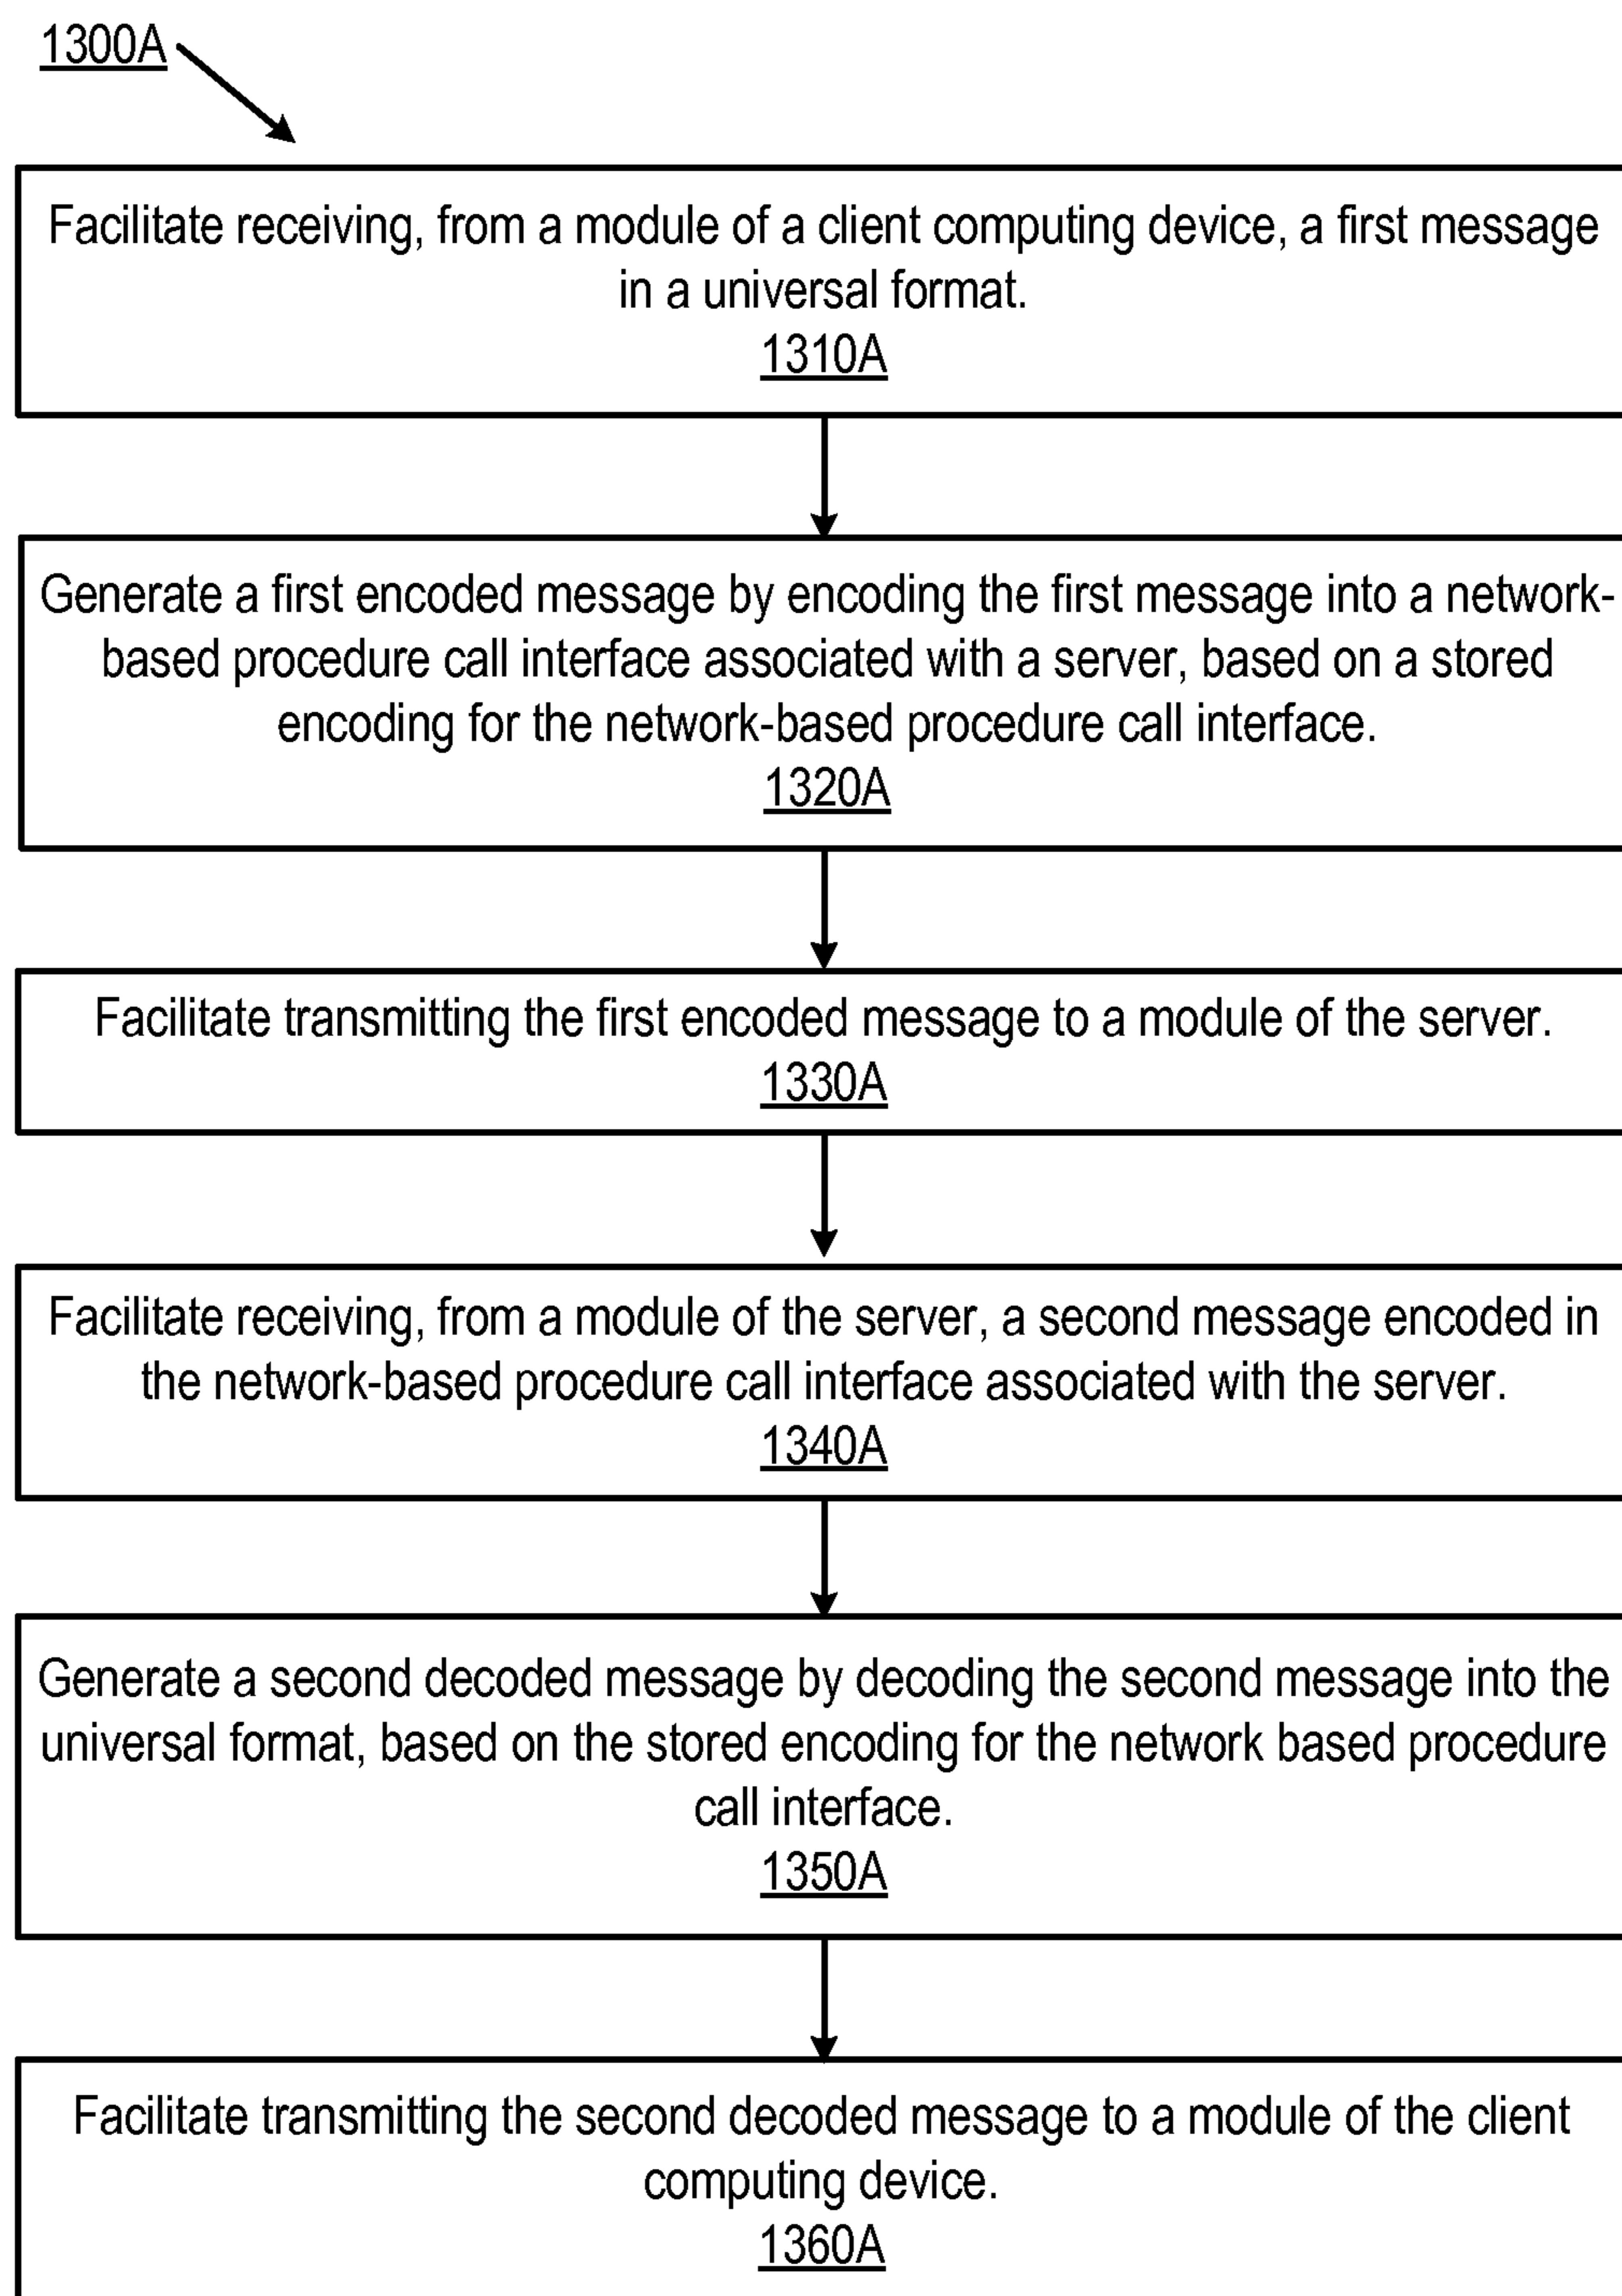 1300A
Facilitate receiving, from a module of a client computing device, a first message
in a universal format.
1310A
Generate a first encoded message by encoding the first message into a network-
based procedure call interface associated with a server, based on a stored
encoding for the network-based procedure call interface.
1320A
Facilitate transmitting the first encoded message to a module of the server.
1330A
Facilitate receiving, from a module of the server, a second message encoded in
the network-based procedure call interface associated with the server.
1340A
Generate a second decoded message by decoding the second message into the
universal format, based on the stored encoding for the network based procedure
call interface.
1350A
Facilitate transmitting the second decoded message to a module of the client
computing device.
1360A